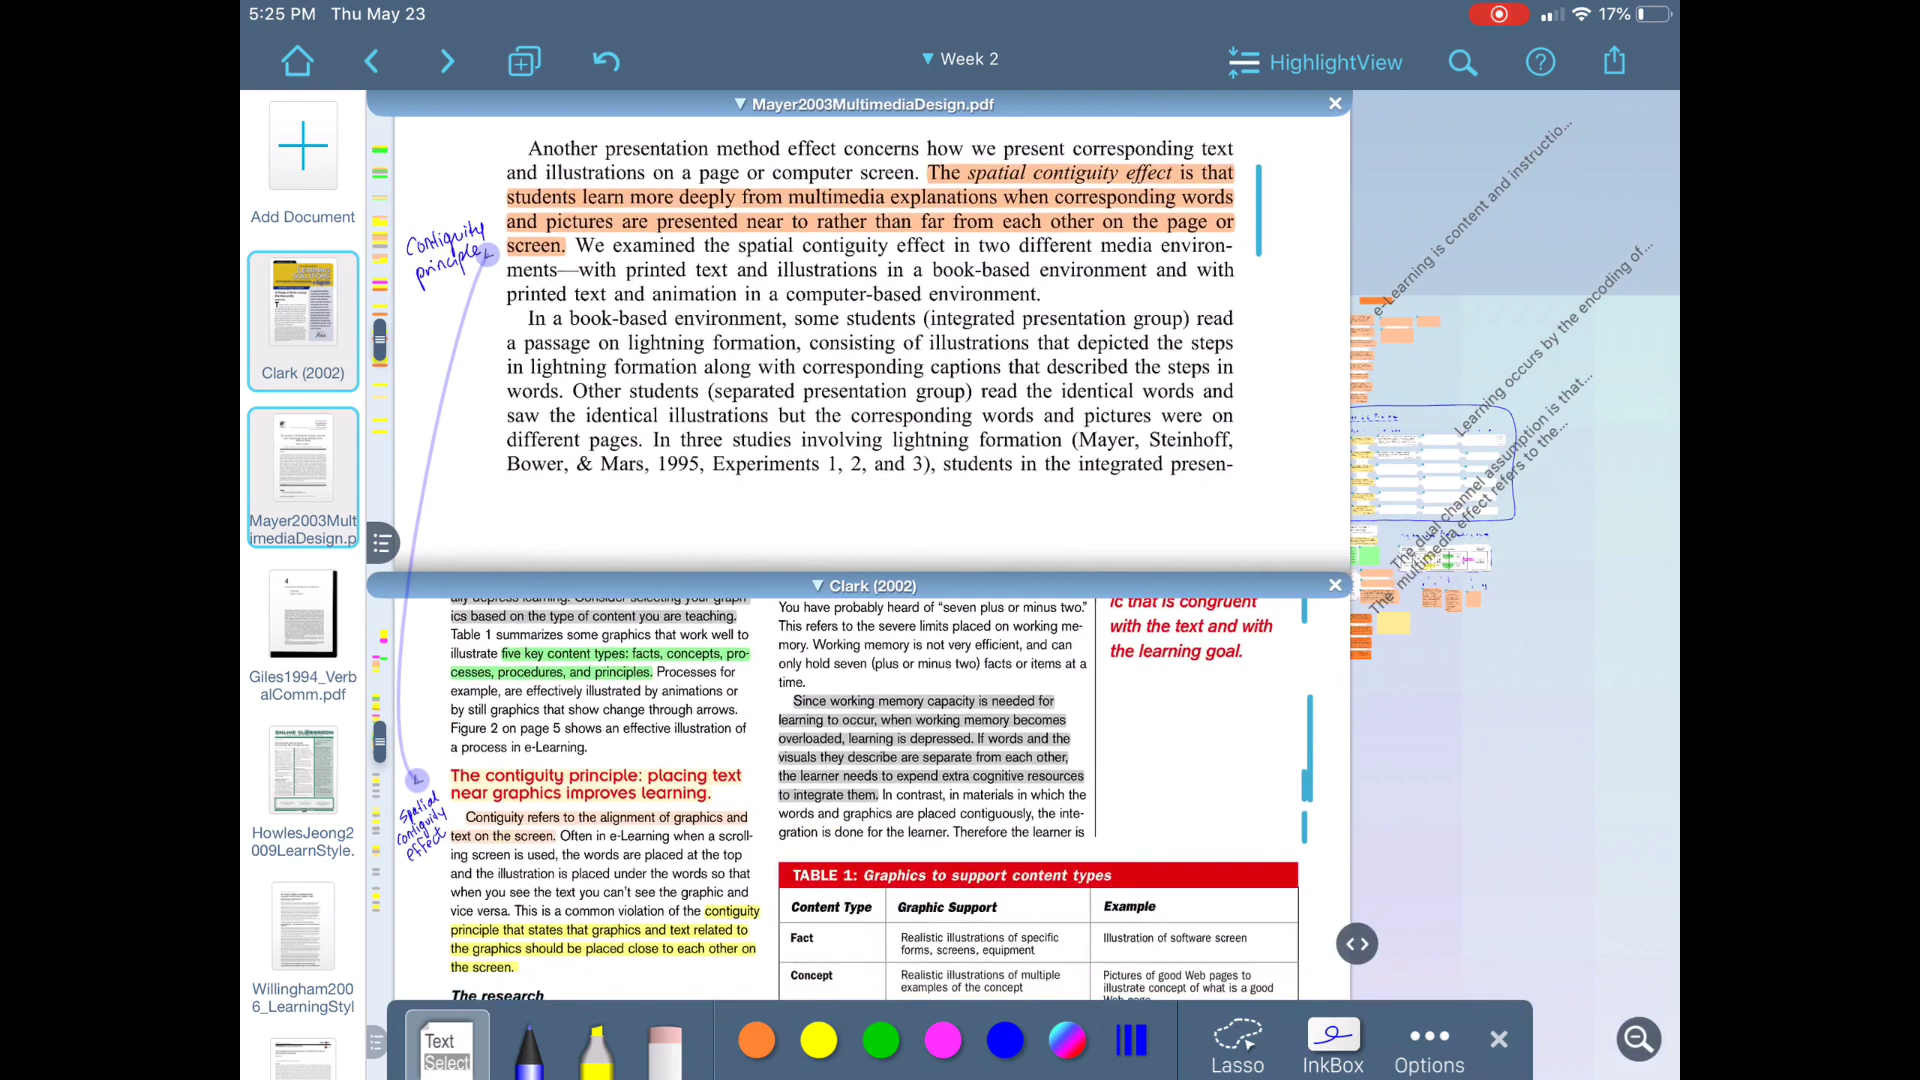 5:25 PM Thu May 23
17%
Week 2
HighlightView
Add Document
Clark (2002)
Mayer2003Mult
imediaDesign.p
4
Giles1994_Verb
alComm.pdf
ONLINE CLASSROOM
HowlesJeong2
009LearnStyle.
Willingham200
6_LearningStyl
Mayer2003MultimediaDesign.pdf
Another presentation method effect concerns how we present corresponding text
and illustrations on a page or computer screen. The spatial contiguity effect is that
students learn more deeply from multimedia explanations when corresponding words
and pictures are presented near to rather than far from each other on the page or
screen. We examined the spatial contiguity effect in two different media environ-
ments—with printed text and illustrations in a book-based environment and with
printed text and animation in a computer-based environment.
In a book-based environment, some students (integrated presentation group) read
a passage on lightning formation, consisting of illustrations that depicted the steps
in lightning formation along with corresponding captions that described the steps in
words. Other students (separated presentation group) read the identical words and
saw the identical illustrations but the corresponding words and pictures were on
different pages. In three studies involving lightning formation (Mayer, Steinhoff,
Bower, & Mars, 1995, Experiments 1, 2, and 3), students in the integrated presen-
Contiguity
principle
Clark (2002)
ally depress learning. Consider selecting your graph
ics based on the type of content you are teaching.
Table 1 summarizes some graphics that work well to
illustrate five key content types: facts, concepts, pro-
cesses, procedures, and principles. Processes for
example, are effectively illustrated by animations or
by still graphics that show change through arrows.
Figure 2 on page 5 shows an effective illustration of
a process in e-Learning.
The contiguity principle: placing text
near graphics improves learning.
Contiguity refers to the alignment of graphics and
text on the screen. Often in e-Learning when a scroll-
ing screen is used, the words are placed at the top
and the illustration is placed under the words so that
when you see the text you can't see the graphic and
vice versa. This is a common violation of the contiguity
principle that states that graphics and text related to
the graphics should be placed close to each other on
the screen.
The research
spatial
contiguity
effect
You have probably heard of "seven plus or minus two."
This refers to the severe limits placed on working me-
mory. Working memory is not very efficient, and can
only hold seven (plus or minus two) facts or items at a
time.
Since working memory capacity is needed for
learning to occur, when working memory becomes
overloaded, learning is depressed. If words and the
visuals they describe are separate from each other,
the learner needs to expend extra cognitive resources
to integrate them. In contrast, in materials in which the
words and graphics are placed contiguously, the inte-
gration is done for the learner. Therefore the learner is
ic that is congruent
with the text and with
the learning goal.
TABLE 1: Graphics to support content types
Content Type Graphic Support Example
Fact Realistic illustrations of specific Illustration of software screen
forms, screens, equipment
Concept Realistic illustrations of multiple Pictures of good Web pages to
examples of the concept illustrate concept of what is a good
Web page
e-Learning is content and instructio...
Learning occurs by the encoding of...
The dual channel assumption is that...
The multimedia effect refers to the...
Text
Select
Lasso
InkBox
Options